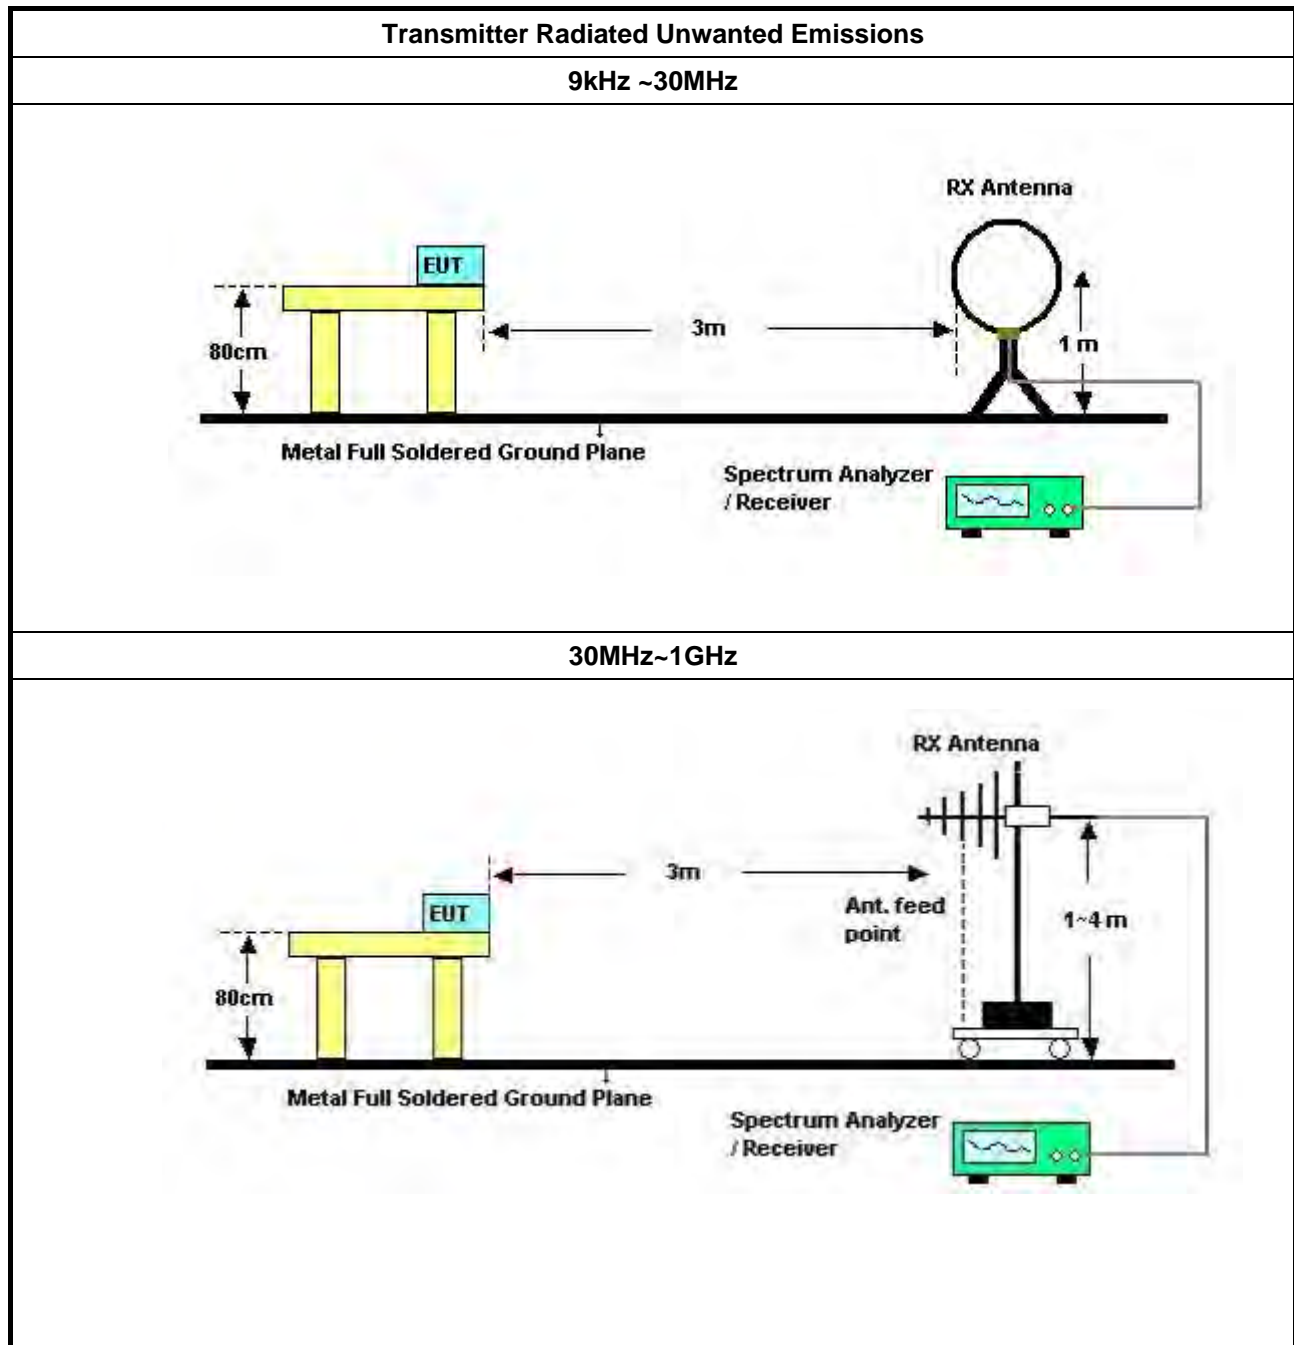 Transmitter Radiated Unwanted Emissions
9kHz ~30MHz
RX Antenna
EUT
3m
80cm
1 m
Metal Full Soldered Ground Plane
Spectrum Analyzer
/ Receiver
30MHz~1GHz
RX Antenna
3m
EUT
Ant. feed
point
1~4 m
80cm
Metal Full Soldered Ground Plane
Spectrum Analyzer
/ Receiver